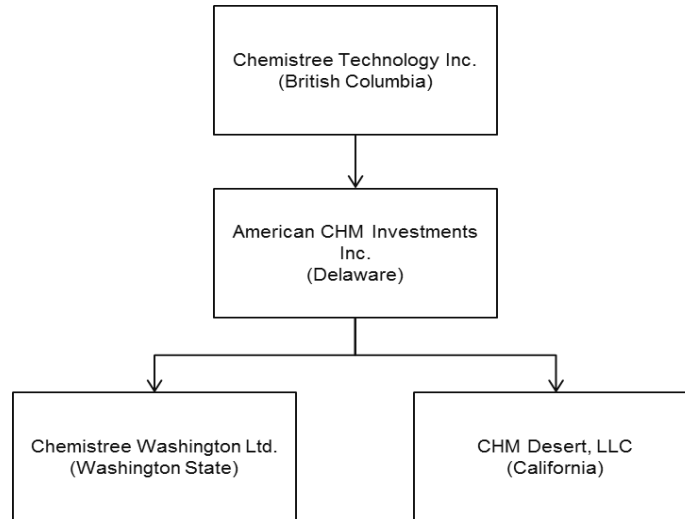 Chemistree Technology Inc.
(British Columbia)
American CHM Investments
Inc.
(Delaware)
Chemistree Washington Ltd.
(Washington State)
CHM Desert, LLC
(California)